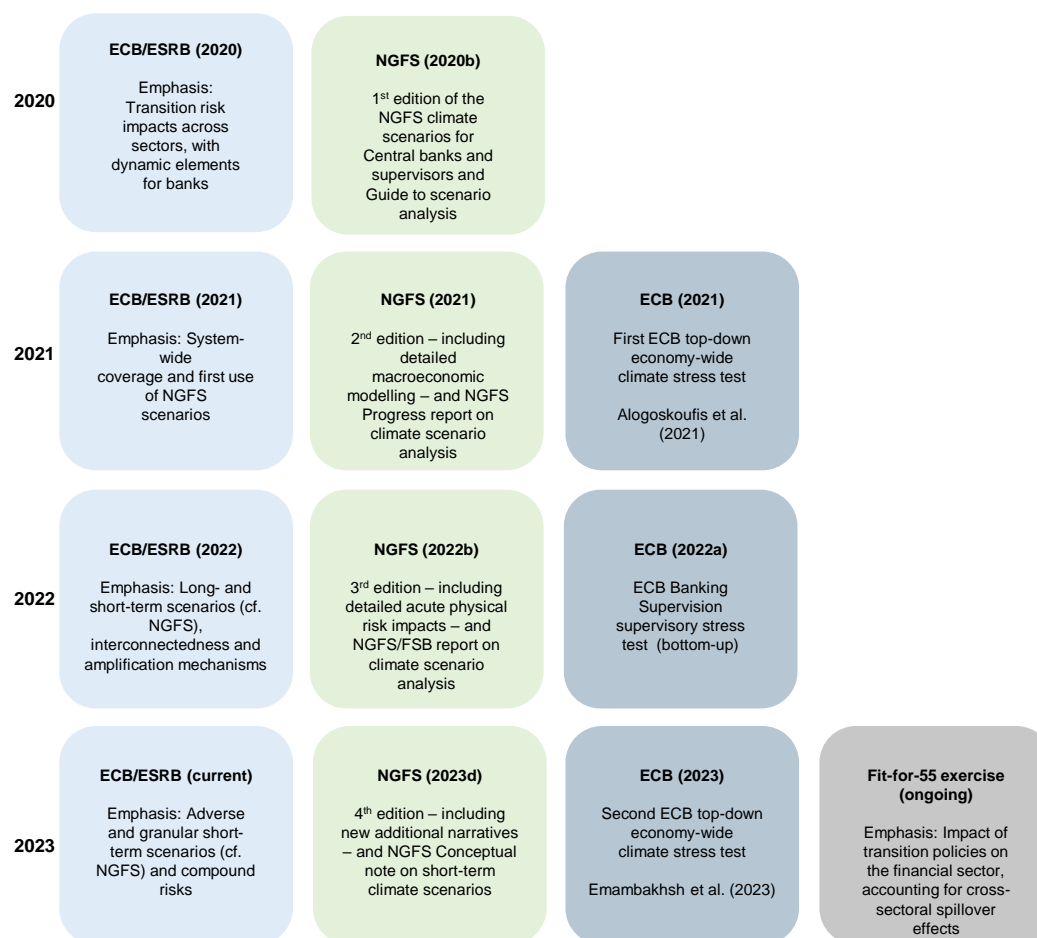 2020
ECB/ESRB (2020)
Emphasis:
Transition risk
impacts across
sectors, with
dynamic elements
for banks
NGFS (2020b)
1st edition of the
NGFS climate
scenarios for
Central banks and
supervisors and
Guide to scenario
analysis
2021
ECB/ESRB (2021)
Emphasis: System-
wide
coverage and first use
of NGFS
scenarios
NGFS (2021)
2nd edition – including
detailed
macroeconomic
modelling – and NGFS
Progress report on
climate scenario
analysis
ECB (2021)
First ECB top-down
economy-wide
climate stress test
Alogoskoufis et al.
(2021)
2022
ECB/ESRB (2022)
Emphasis: Long- and
short-term scenarios (cf.
NGFS),
interconnectedness and
amplification mechanisms
NGFS (2022b)
3rd edition – including
detailed acute physical
risk impacts – and
NGFS/FSB report on
climate scenario
analysis
ECB (2022a)
ECB Banking
Supervision
supervisory stress
test (bottom-up)
2023
ECB/ESRB (current)
Emphasis: Adverse
and granular short-
term scenarios (cf.
NGFS) and compound
risks
NGFS (2023d)
4th edition – including
new additional narratives
– and NGFS Conceptual
note on short-term
climate scenarios
ECB (2023)
Second ECB top-down
economy-wide
climate stress test
Emambakhsh et al. (2023)
Fit-for-55 exercise
(ongoing)
Emphasis: Impact of
transition policies on
the financial sector,
accounting for cross-
sectoral spillover
effects